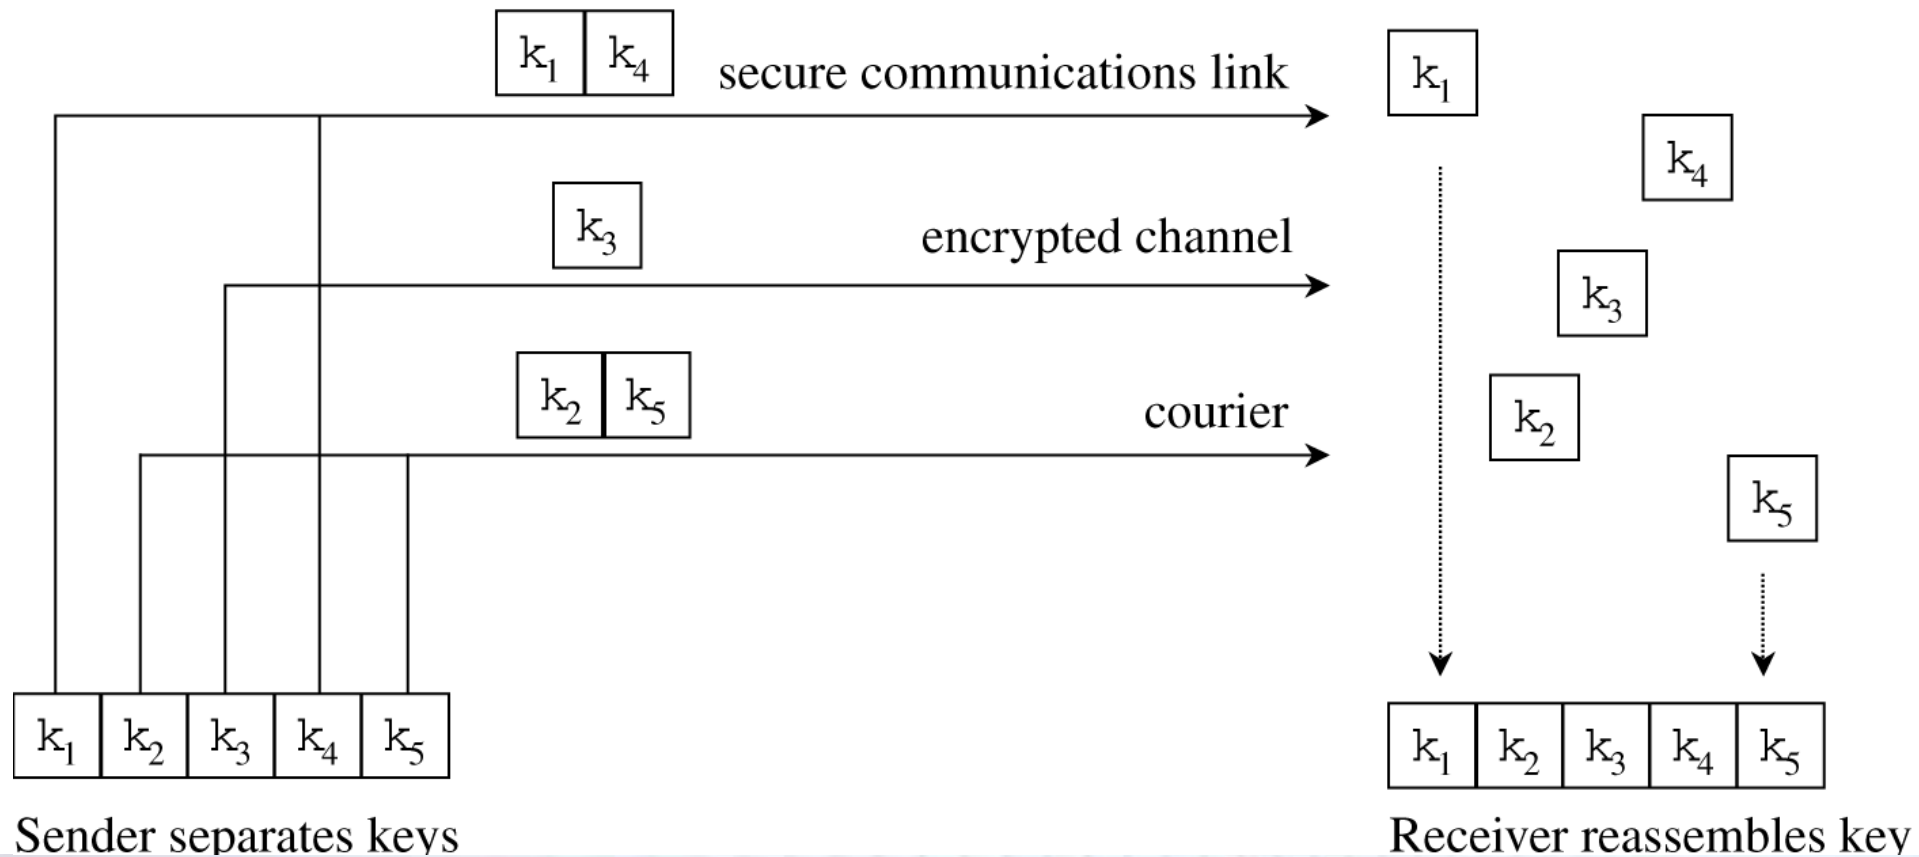 k1 k4
secure communications link
k1
k4
k3
encrypted channel
k3
k2 k5
courier
k2
k5
k1 k2 k3 k4 k5
k1 k2 k3 k4 k5
Sender separates keys
Receiver reassembles key